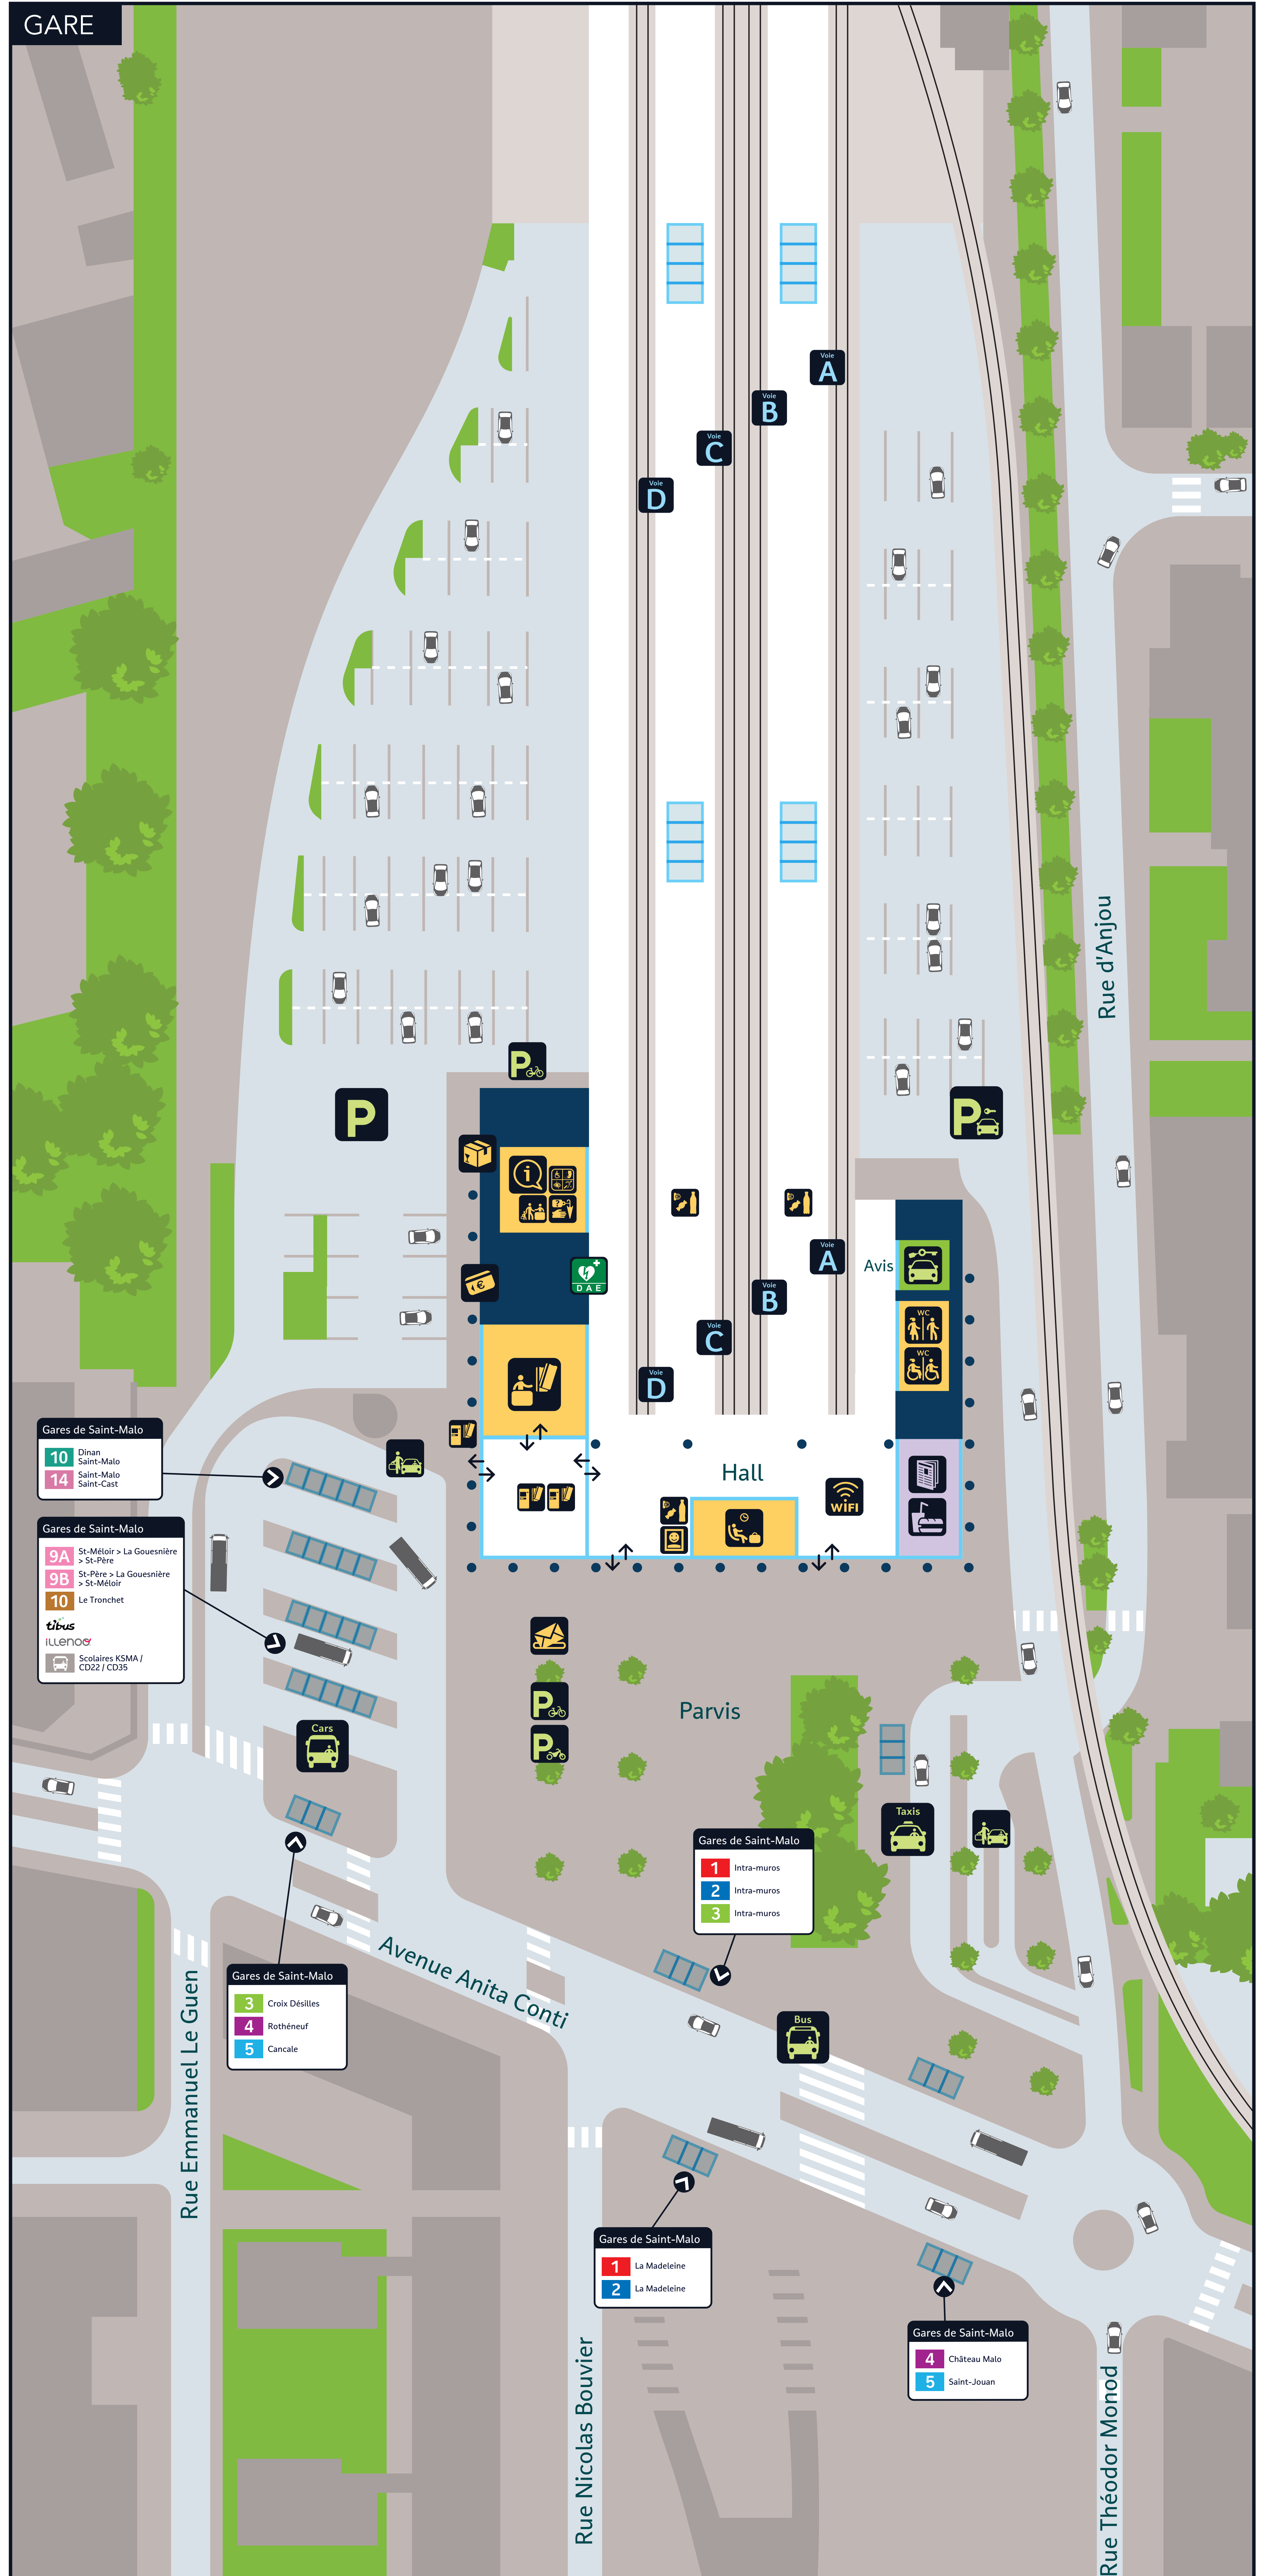 GARE
Voie
A
Voie
B
Voie
C
Voie
D
Rue d'Anjou
P
P
P
i
€
DAE
Voie
A
Voie
B
Voie
C
Voie
D
Avis
WC
WC
Hall
WiFi
Gares de Saint-Malo
10 Dinan
Saint-Malo
14 Saint-Malo
Saint-Cast
Gares de Saint-Malo
9A St-Méloir > La Gouesnière
> St-Père
9B St-Père > La Gouesnière
> St-Méloir
10 Le Tronchet
tibus
iLLENOO
Scolaires KSMA /
CD22 / CD35
P
P
Parvis
Cars
Taxis
Gares de Saint-Malo
1 Intra-muros
2 Intra-muros
3 Intra-muros
Avenue Anita Conti
Bus
Gares de Saint-Malo
3 Croix Désilles
4 Rothéneuf
5 Cancale
Rue Emmanuel Le Guen
Gares de Saint-Malo
1 La Madeleine
2 La Madeleine
Gares de Saint-Malo
4 Château Malo
5 Saint-Jouan
Rue Nicolas Bouvier
Rue Théodor Monod